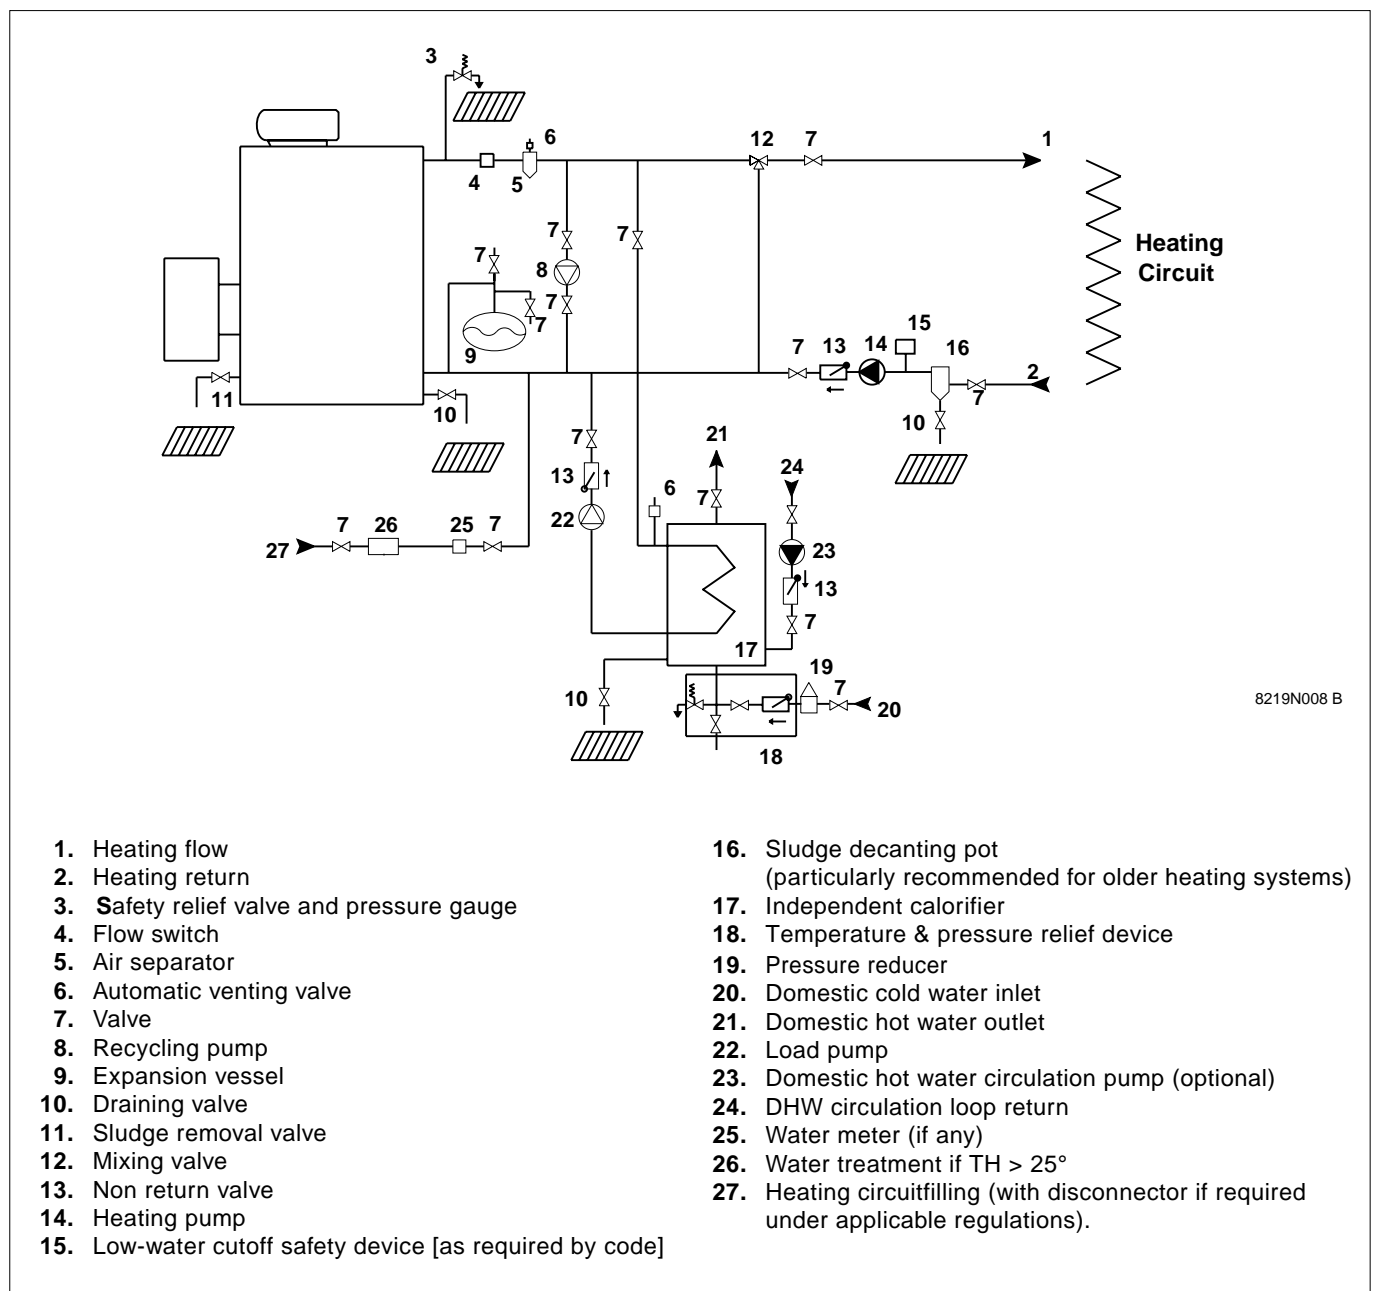 3
6
12
7
1
4
5
7
7
7
8
Heating
Circuit
7
7
9
15
7
13
14
16
2
7
11
10
10
7
21
24
13
6
7
7
26
25
7
22
27
23
13
7
17
19
10
7
20
18
8219N008 B
1. Heating flow
2. Heating return
3. Safety relief valve and pressure gauge
4. Flow switch
5. Air separator
6. Automatic venting valve
7. Valve
8. Recycling pump
9. Expansion vessel
10. Draining valve
11. Sludge removal valve
12. Mixing valve
13. Non return valve
14. Heating pump
15. Low-water cutoff safety device [as required by code]
16. Sludge decanting pot
(particularly recommended for older heating systems)
17. Independent calorifier
18. Temperature & pressure relief device
19. Pressure reducer
20. Domestic cold water inlet
21. Domestic hot water outlet
22. Load pump
23. Domestic hot water circulation pump (optional)
24. DHW circulation loop return
25. Water meter (if any)
26. Water treatment if TH > 25°
27. Heating circuitfilling (with disconnector if required
under applicable regulations).